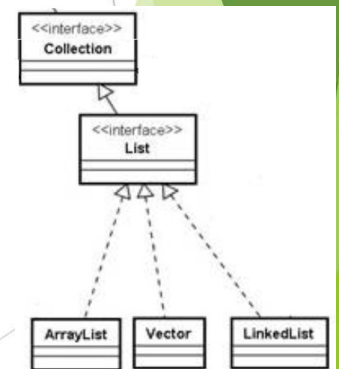 <<interface>>
Collection
<<interface>>
List
ArrayList
Vector
LinkedList